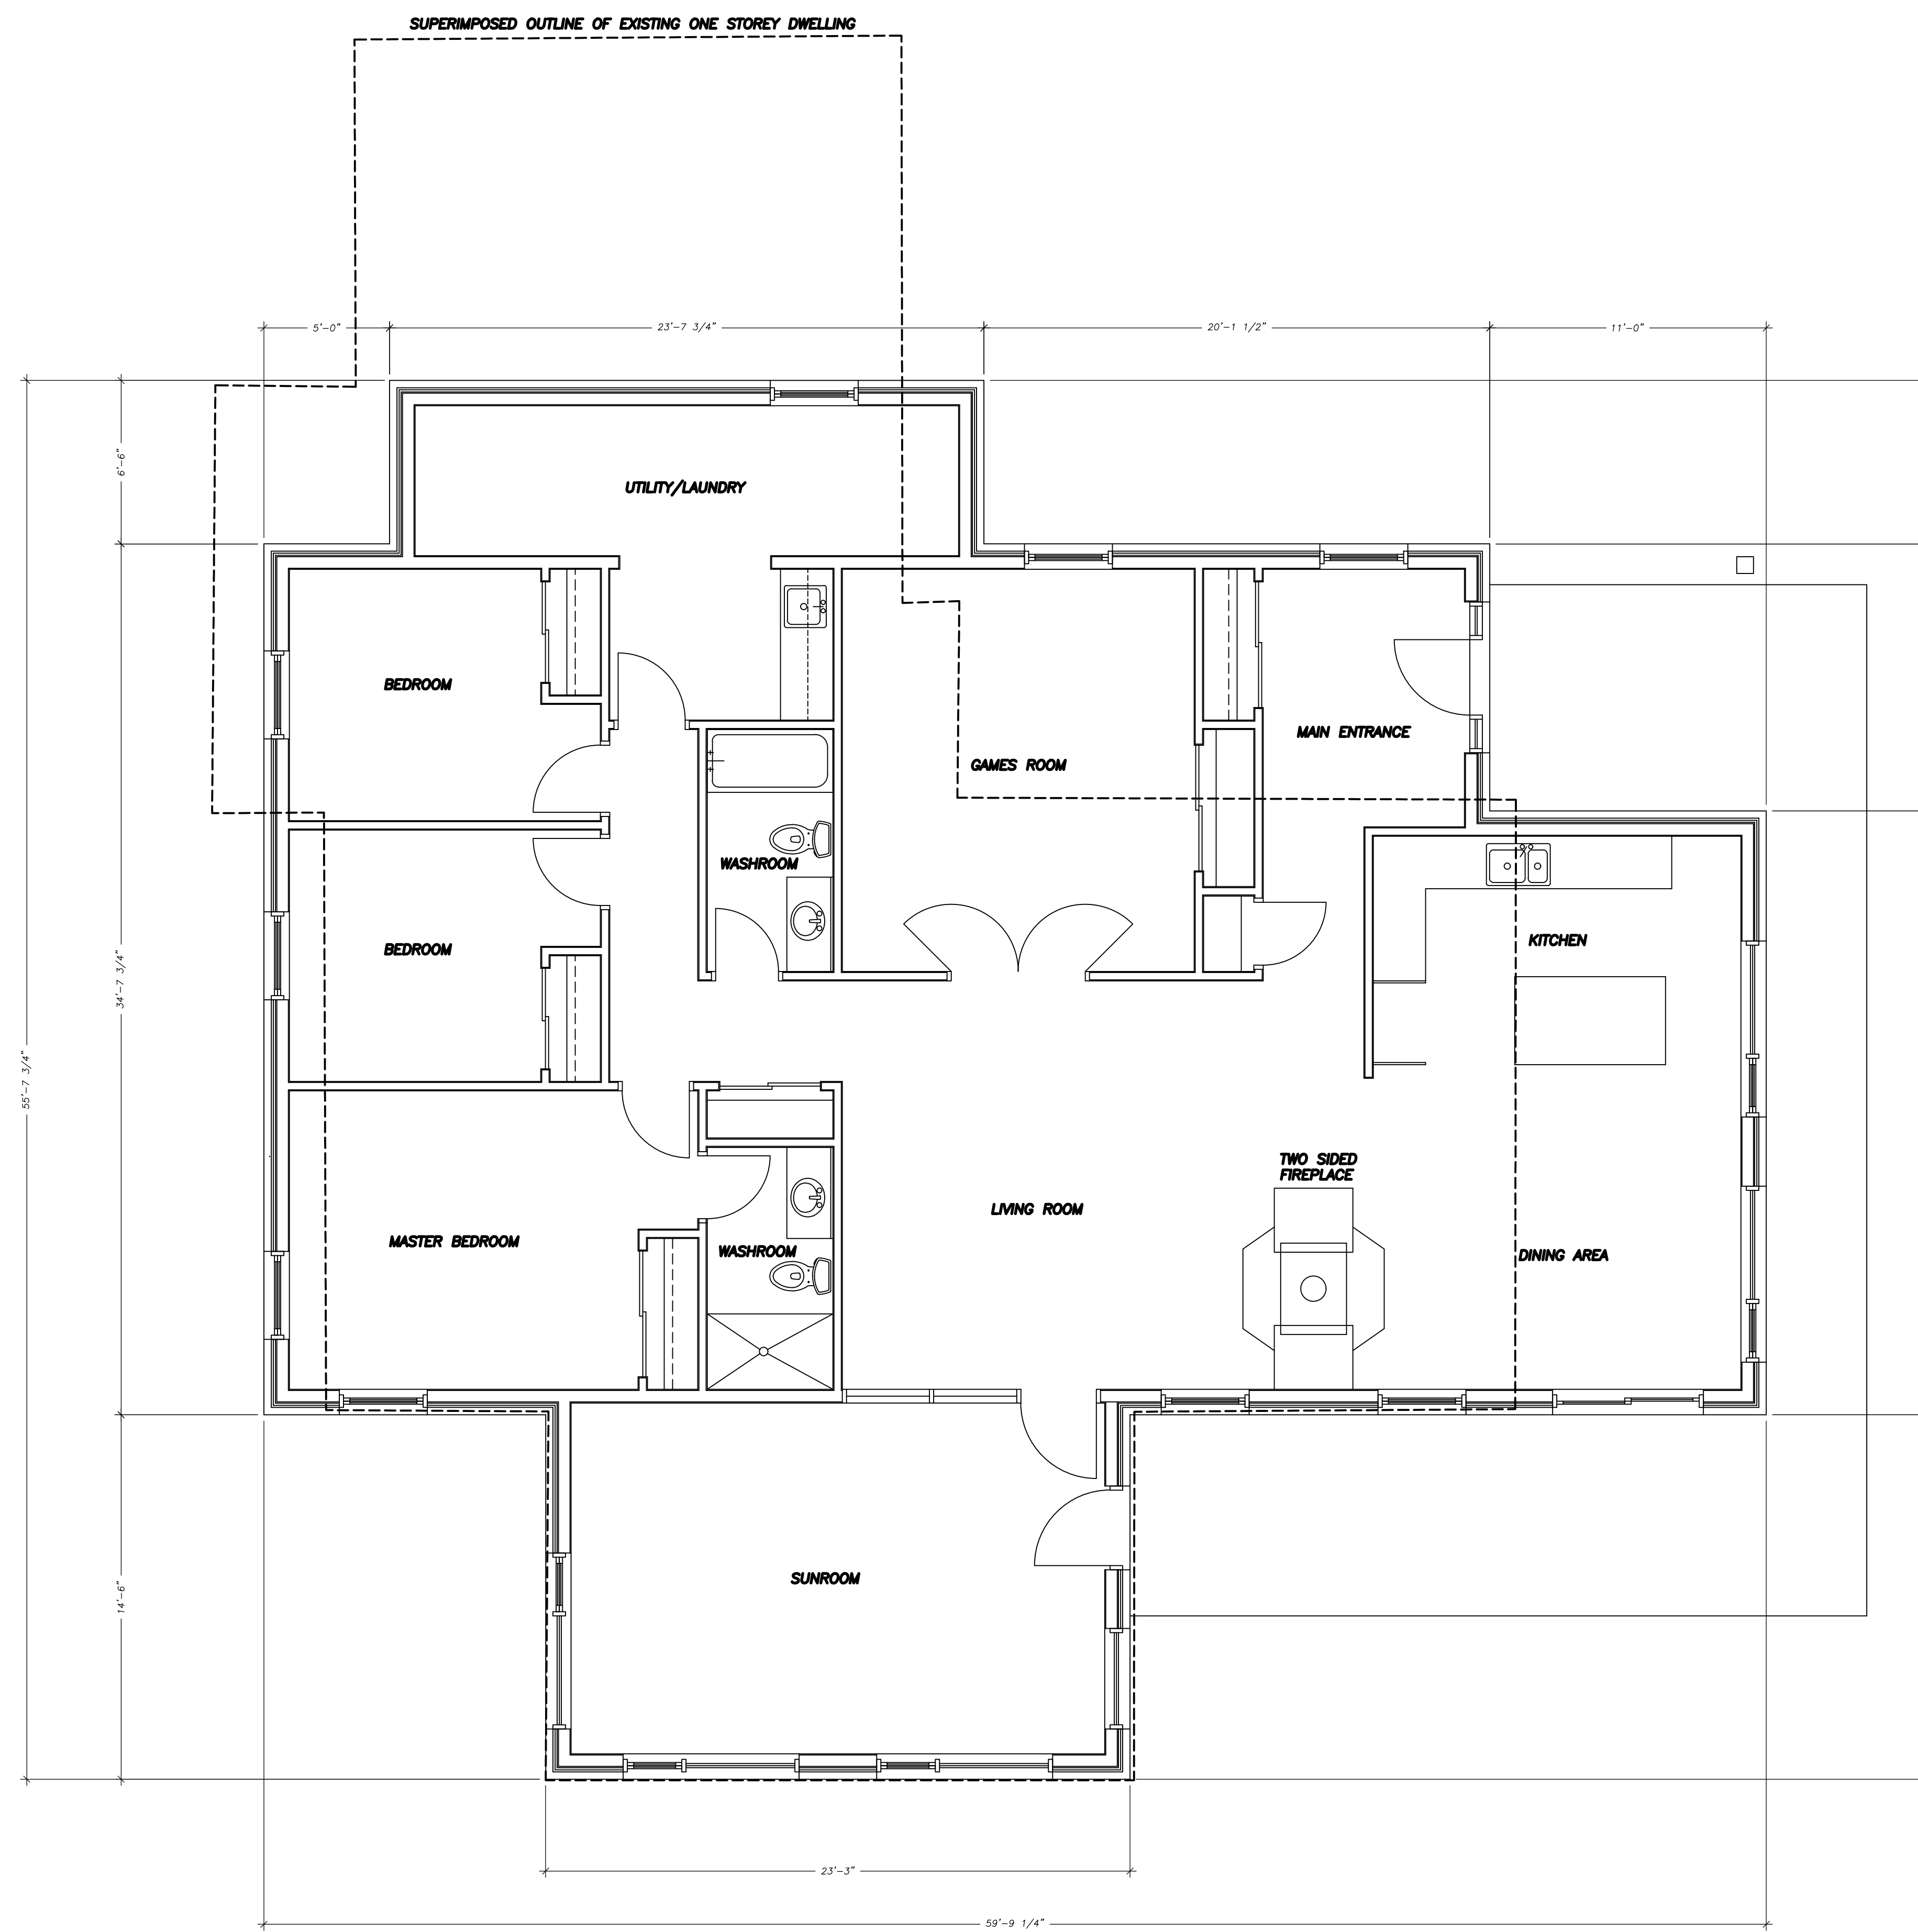 SUPERIMPOSED OUTLINE OF EXISTING ONE STOREY DWELLING
5'-0"
23'-7 3/4"
20'-1 1/2"
11'-0"
6'-6"
UTILITY/LAUNDRY
BEDROOM
MAIN ENTRANCE
GAMES ROOM
WASHROOM
KITCHEN
BEDROOM
34'-7 3/4"
55'-7 3/4"
TWO SIDED
FIREPLACE
LIVING ROOM
MASTER BEDROOM
WASHROOM
DINING AREA
SUNROOM
14'-6"
23'-3"
59'-9 1/4"